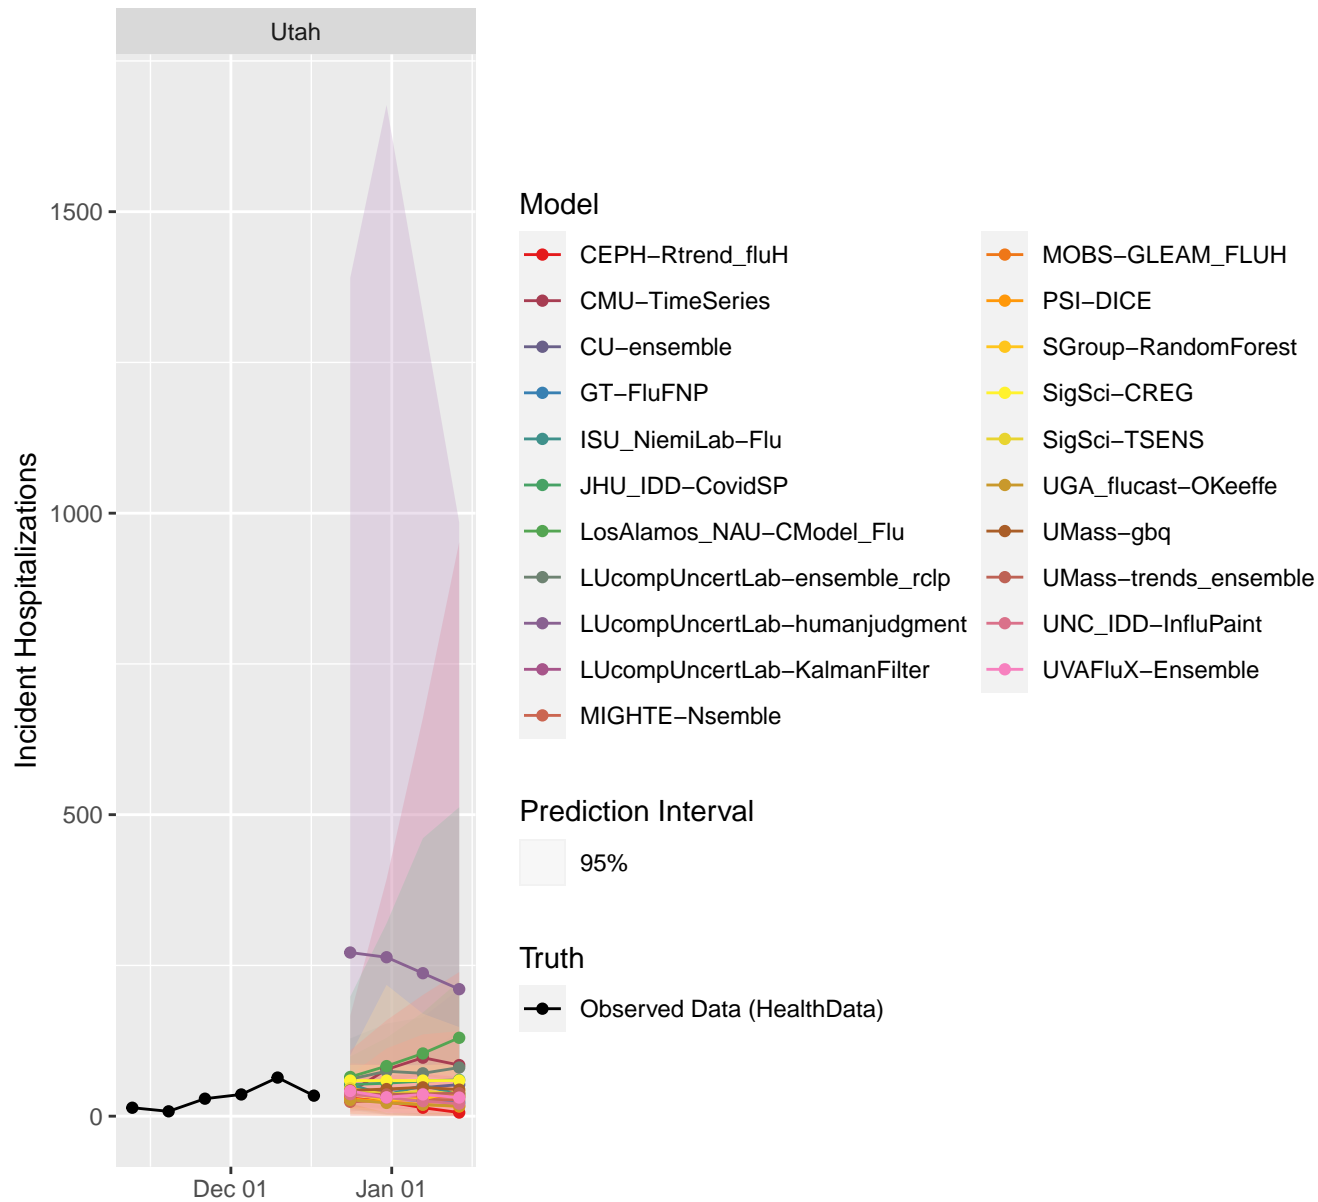 Utah
Incident Hospitalizations
1500
1000
500
0
Dec 01
Jan 01
Model
CEPH−Rtrend_fluH
CMU−TimeSeries
CU−ensemble
GT−FluFNP
ISU_NiemiLab−Flu
JHU_IDD−CovidSP
LosAlamos_NAU−CModel_Flu
LUcompUncertLab−ensemble_rclp
LUcompUncertLab−humanjudgment
LUcompUncertLab−KalmanFilter
MIGHTE−Nsemble
MOBS−GLEAM_FLUH
PSI−DICE
SGroup−RandomForest
SigSci−CREG
SigSci−TSENS
UGA_flucast−OKeeffe
UMass−gbq
UMass−trends_ensemble
UNC_IDD−InfluPaint
UVAFluX−Ensemble
Prediction Interval
95%
Truth
Observed Data (HealthData)